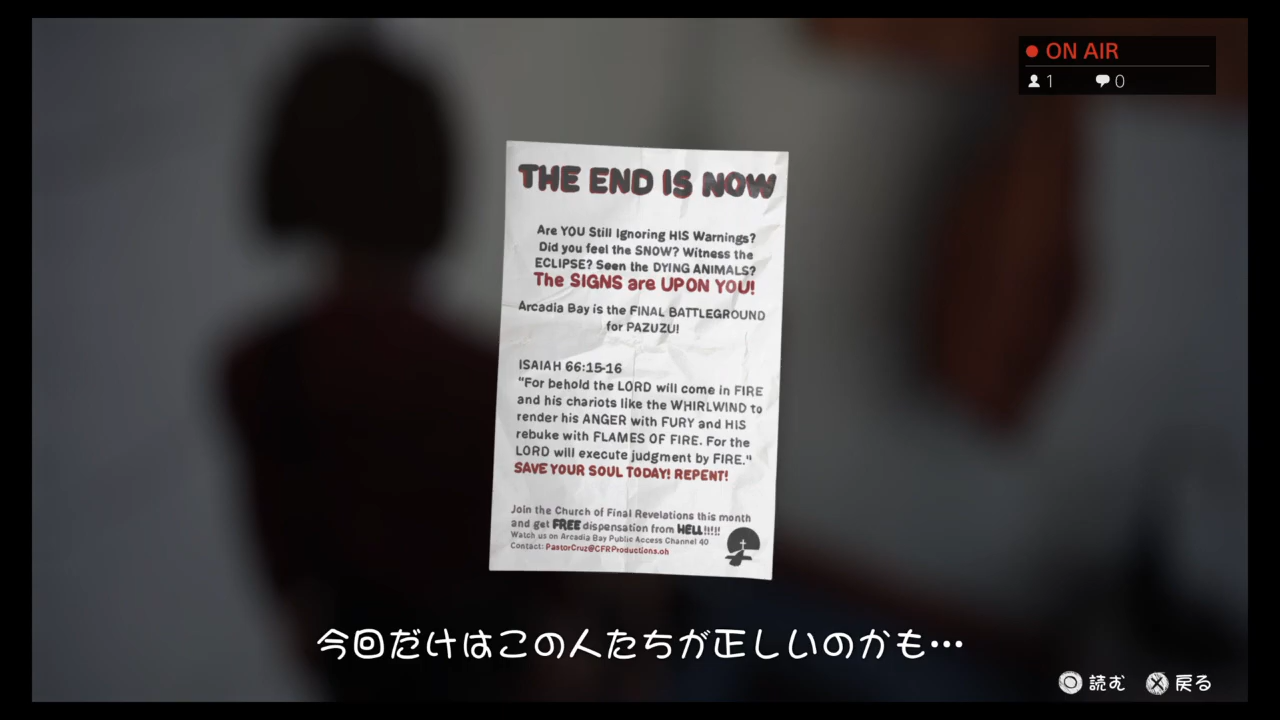 ON AIR
1 0
THE END IS NOW
Are YOU Still Ignoring HIS Warnings?
Did you feel the SNOW? Witness the
ECLIPSE? Seen the DYING ANIMALS?
The SIGNS are UPON YOU!
Arcadia Bay is the FINAL BATTLEGROUND
for PAZUZU!
ISAIAH 66:15-16
"For behold the LORD will come in FIRE
and his chariots like the WHIRLWIND to
render his ANGER with FURY and HIS
rebuke with FLAMES OF FIRE. For the
LORD will execute judgment by FIRE."
SAVE YOUR SOUL TODAY! REPENT!
Join the Church of Final Revelations this month
and get FREE dispensation from HELL!!!!!
Watch us on Arcadia Bay Public Access Channel 40
Contact: PastorCruz@CFRProductions.oh
今回だけはこの人たちが正しいのかも…
読む 戻る